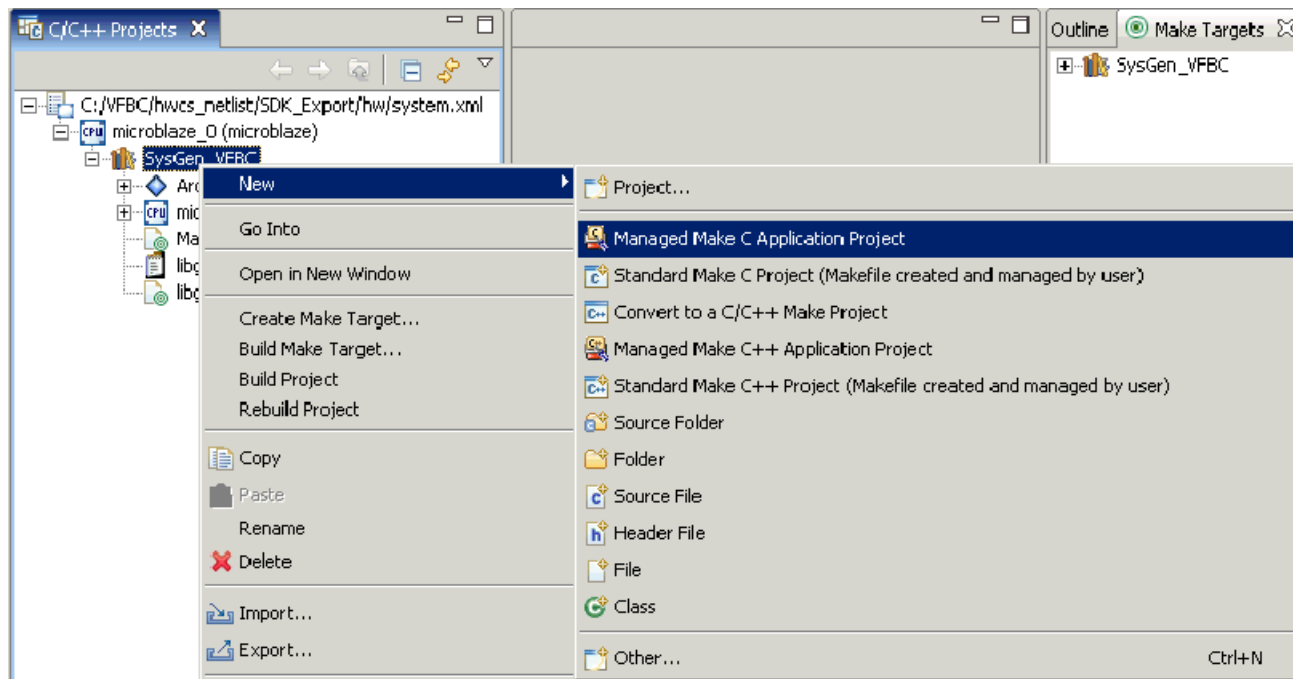 C/C++ Projects
Outline
Make Targets
SysGen_VFBC
C:/VFBC/hwcs_netlist/SDK_Export/hw/system.xml
microblaze_0 (microblaze)
SysGen_VFBC
New
Go Into
Open in New Window
Create Make Target...
Build Make Target...
Build Project
Rebuild Project
Copy
Paste
Rename
Delete
Import...
Export...
Project...
Managed Make C Application Project
Standard Make C Project (Makefile created and managed by user)
Convert to a C/C++ Make Project
Managed Make C++ Application Project
Standard Make C++ Project (Makefile created and managed by user)
Source Folder
Folder
Source File
Header File
File
Class
Other... Ctrl+N